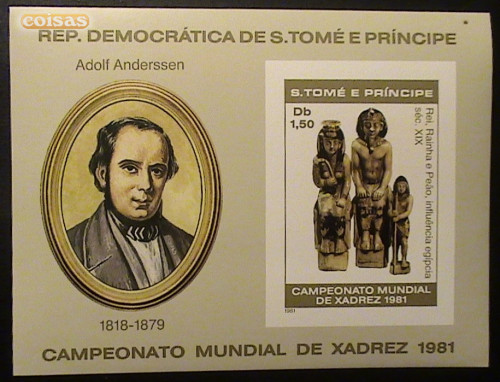 coisas
REP. DEMOCRÁTICA DE S.TOMÉ E PRÍNCIPE
Adolf Anderssen
1818-1879
S.TOMÉ E PRÍNCIPE
Db
1,50
Rei, Rainha e Peão, influência egípcia
séc. XIX
CAMPEONATO MUNDIAL
DE XADREZ 1981
1981
CAMPEONATO MUNDIAL DE XADREZ 1981